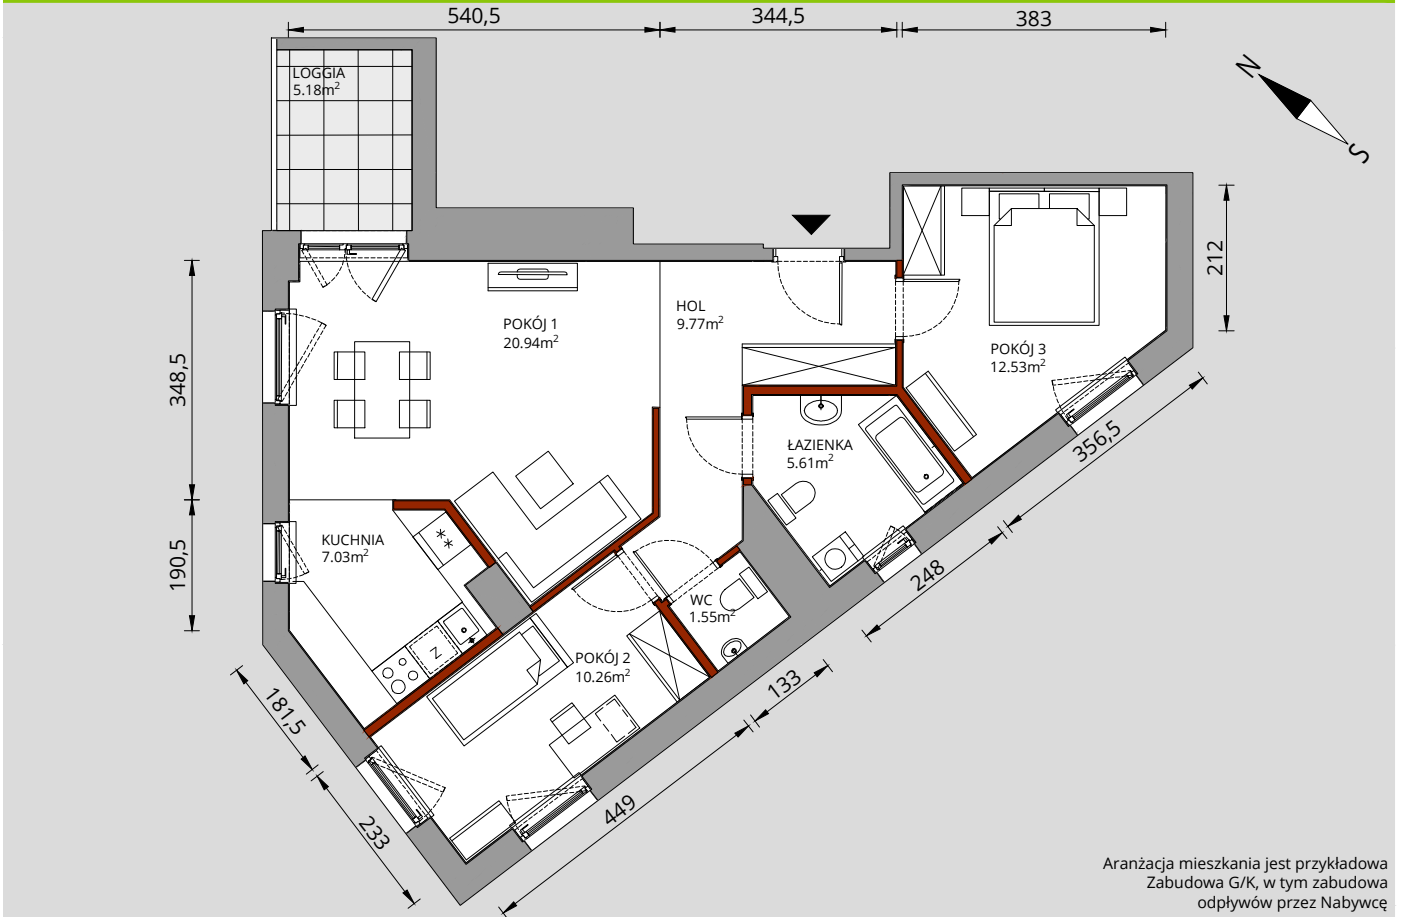 540,5
344,5
383
N
S
LOGGIA
5.18m²
212
HOL
9.77m²
POKÓJ 1
20.94m²
POKÓJ 3
12.53m²
348,5
ŁAZIENKA
5.61m²
356,5
KUCHNIA
7.03m²
190,5
248
WC
1.55m²
Z
POKÓJ 2
10.26m²
133
181,5
449
233
Aranżacja mieszkania jest przykładowa
Zabudowa G/K, w tym zabudowa
odpływów przez Nabywcę